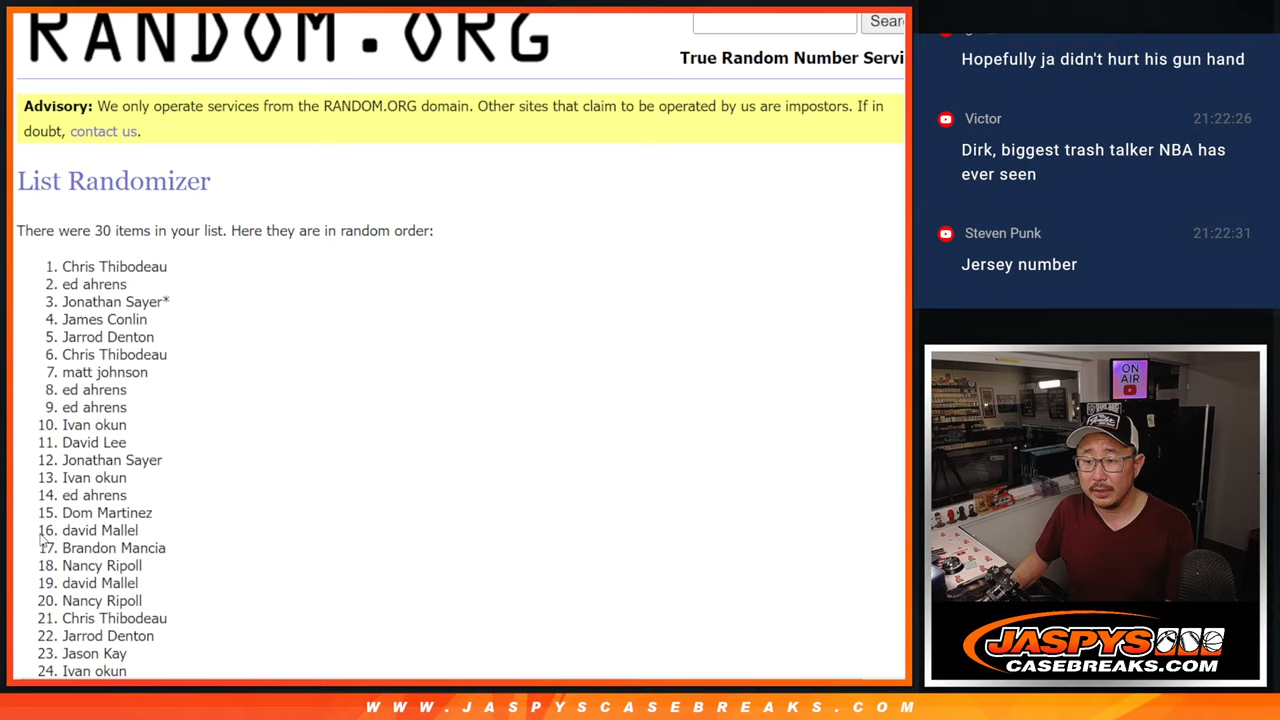 RANDOM.ORG
Sear
True Random Number Servi
Advisory: We only operate services from the RANDOM.ORG domain. Other sites that claim to be operated by us are impostors. If in
doubt, contact us.
List Randomizer
There were 30 items in your list. Here they are in random order:
1. Chris Thibodeau
2. ed ahrens
3. Jonathan Sayer*
4. James Conlin
5. Jarrod Denton
6. Chris Thibodeau
7. matt johnson
8. ed ahrens
9. ed ahrens
10. Ivan okun
11. David Lee
12. Jonathan Sayer
13. Ivan okun
14. ed ahrens
15. Dom Martinez
16. david Mallel
17. Brandon Mancia
18. Nancy Ripoll
19. david Mallel
20. Nancy Ripoll
21. Chris Thibodeau
22. Jarrod Denton
23. Jason Kay
24. Ivan okun
Hopefully ja didn't hurt his gun hand
Victor 21:22:26
Dirk, biggest trash talker NBA has
ever seen
Steven Punk 21:22:31
Jersey number
ON
AIR
JASPYS
CASEBREAKS.COM
WWW.JASPYSCASEBREAKS.COM